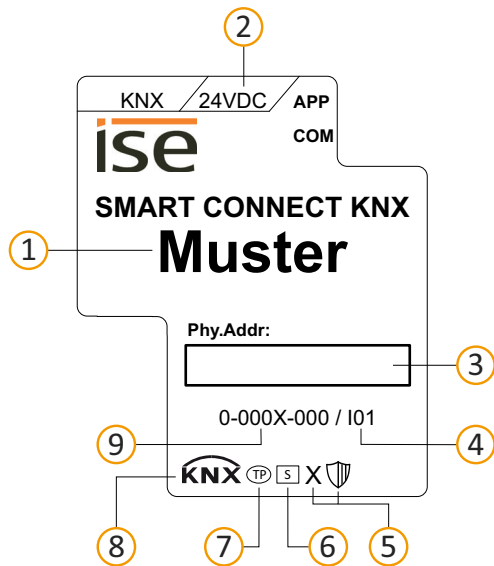 2
KNX 24VDC APP
COM
ise
SMART CONNECT KNX
1 Muster
Phy.Addr:
3
0-000X-000 / I01
9 4
KNX TP S X
8 7 6 5